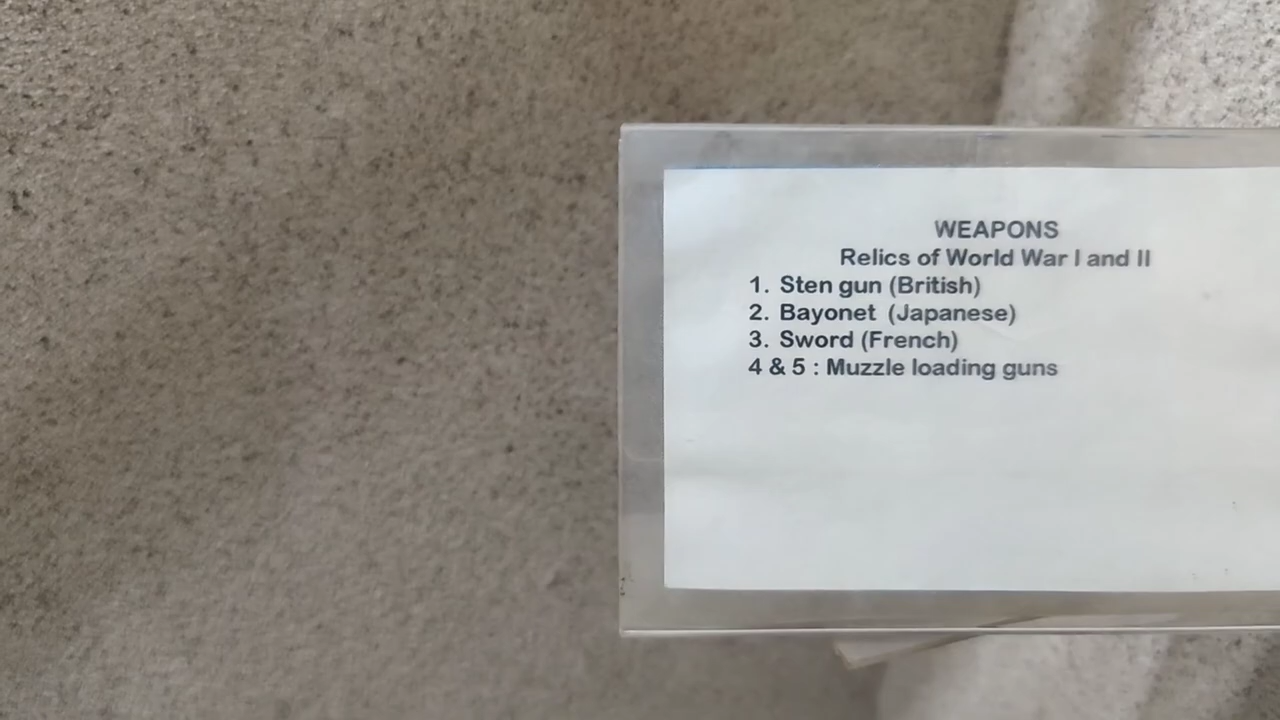 WEAPONS
Relics of World War I and II
1. Sten gun (British)
2. Bayonet (Japanese)
3. Sword (French)
4 & 5 : Muzzle loading guns